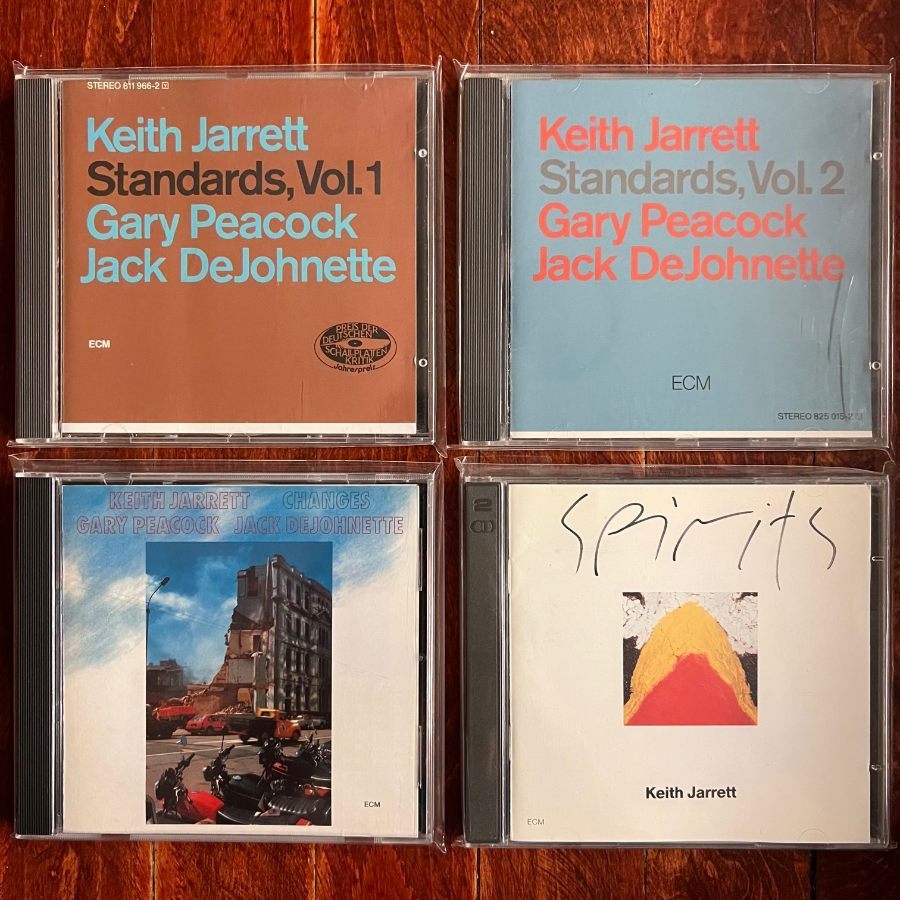 STEREO 811 966-2
Keith Jarrett
Standards, Vol. 1
Gary Peacock
Jack DeJohnette
ECM
PREIS DER
DEUTSCHEN
SCHALLPLATTEN
KRITIK
Jahrespreis
Keith Jarrett
Standards, Vol. 2
Gary Peacock
Jack DeJohnette
ECM
STEREO 825 015-2
KEITH JARRETT CHANGES
GARY PEACOCK JACK DEJOHNETTE
ECM
2
CD
spirits
Keith Jarrett
ECM